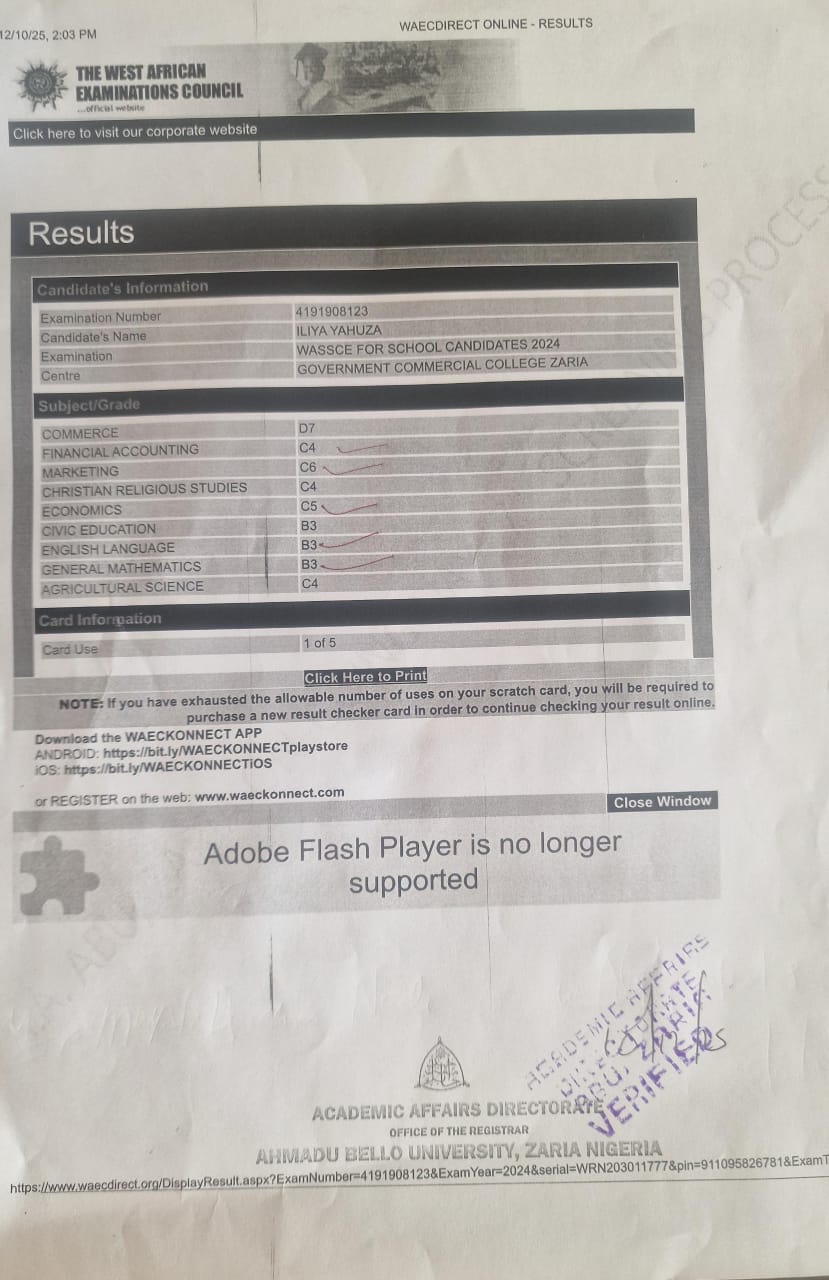 12/10/25, 2:03 PM
WAECDIRECT ONLINE - RESULTS
THE WEST AFRICAN
EXAMINATIONS COUNCIL
...official website
Click here to visit our corporate website
Results
Candidate's Information
Examination Number 4191908123
Candidate's Name ILIYA YAHUZA
Examination WASSCE FOR SCHOOL CANDIDATES 2024
Centre GOVERNMENT COMMERCIAL COLLEGE ZARIA
Subject/Grade
COMMERCE D7
FINANCIAL ACCOUNTING C4
MARKETING C6
CHRISTIAN RELIGIOUS STUDIES C4
ECONOMICS C5
CIVIC EDUCATION B3
ENGLISH LANGUAGE B3
GENERAL MATHEMATICS B3
AGRICULTURAL SCIENCE C4
Card Information
Card Use 1 of 5
Click Here to Print
NOTE: If you have exhausted the allowable number of uses on your scratch card, you will be required to
purchase a new result checker card in order to continue checking your result online.
Download the WAECKONNECT APP
ANDROID: https://bit.ly/WAECKONNECTplaystore
iOS: https://bit.ly/WAECKONNECTiOS
or REGISTER on the web: www.waeckonnect.com
Close Window
Adobe Flash Player is no longer
supported
ACADEMIC AFFAIRS
DIRECTORATE
ABU, ZARIA
VERIFIED
ACADEMIC AFFAIRS DIRECTORATE
OFFICE OF THE REGISTRAR
AHMADU BELLO UNIVERSITY, ZARIA NIGERIA
https://www.waecdirect.org/DisplayResult.aspx?ExamNumber=4191908123&ExamYear=2024&serial=WRN203011777&pin=911095826781&ExamT